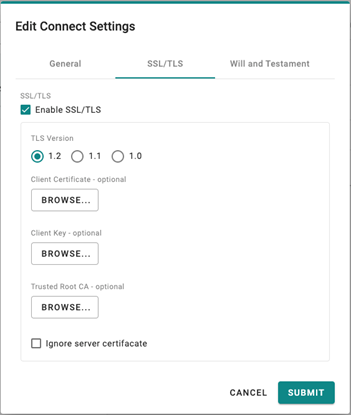 Edit Connect Settings
General SSL/TLS Will and Testament
SSL/TLS
Enable SSL/TLS
TLS Version
1.2 1.1 1.0
Client Certificate - optional
BROWSE...
Client Key - optional
BROWSE...
Trusted Root CA - optional
BROWSE...
Ignore server certifacate
CANCEL SUBMIT